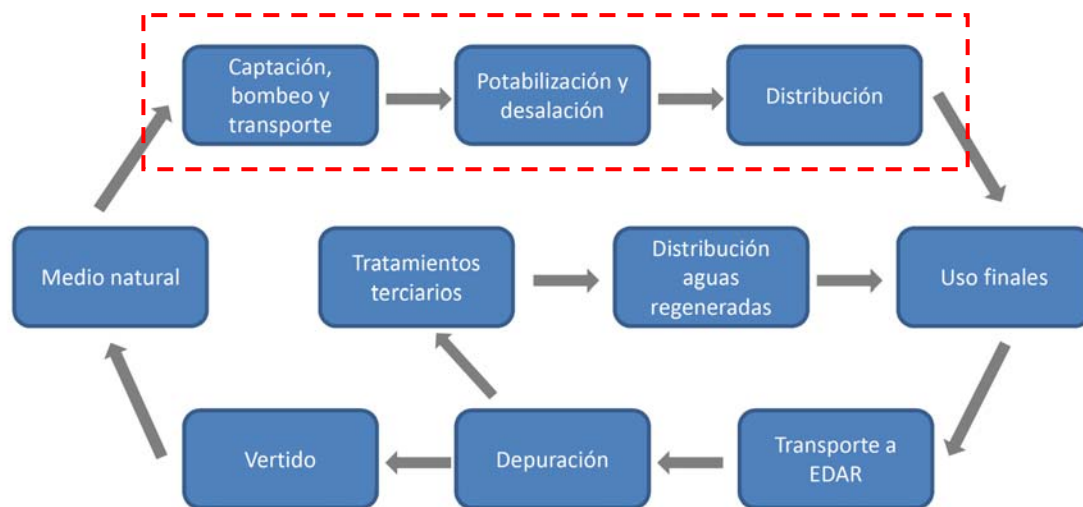 Captación,
bombeo y
transporte
Potabilización y
desalación
Distribución
Medio natural
Tratamientos
terciarios
Distribución
aguas
regeneradas
Uso finales
Vertido
Depuración
Transporte a
EDAR